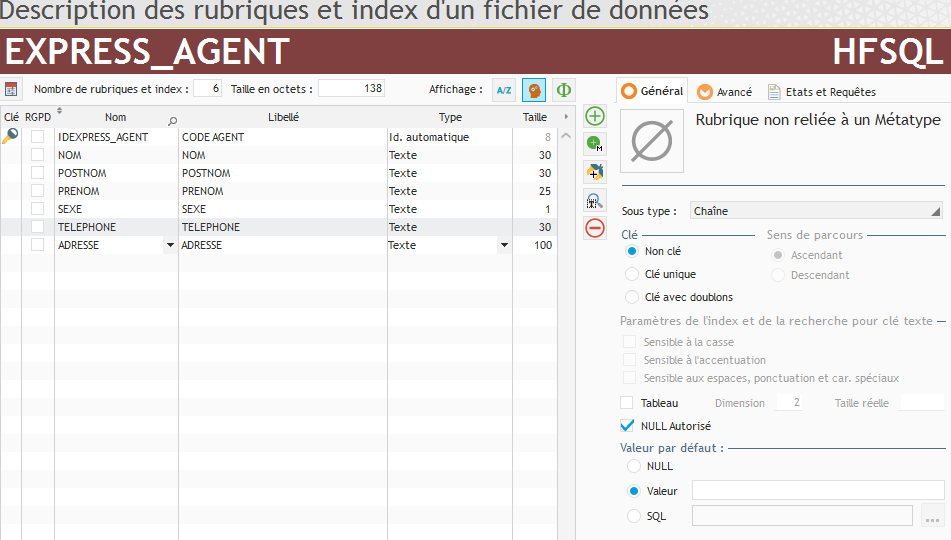 Description des rubriques et index d'un fichier de données
EXPRESS_AGENT HFSQL
Nombre de rubriques et index : 6 Taille en octets : 138 Affichage : A/Z Φ
Clé RGPD Nom Libellé Type Taille
IDEXPRESS_AGENT CODE AGENT Id. automatique 8
NOM NOM Texte 30
POSTNOM POSTNOM Texte 30
PRENOM PRENOM Texte 25
SEXE SEXE Texte 1
TELEPHONE TELEPHONE Texte 30
ADRESSE ADRESSE Texte 100
Général Avancé Etats et Requêtes
Rubrique non reliée à un Métatype
Sous type : Chaîne
Clé Sens de parcours
Non clé Ascendant
Clé unique Descendant
Clé avec doublons
Paramètres de l'index et de la recherche pour clé texte
Sensible à la casse
Sensible à l'accentuation
Sensible aux espaces, ponctuation et car. spéciaux
Tableau Dimension 2 Taille réelle
NULL Autorisé
Valeur par défaut :
NULL
Valeur
SQL ...